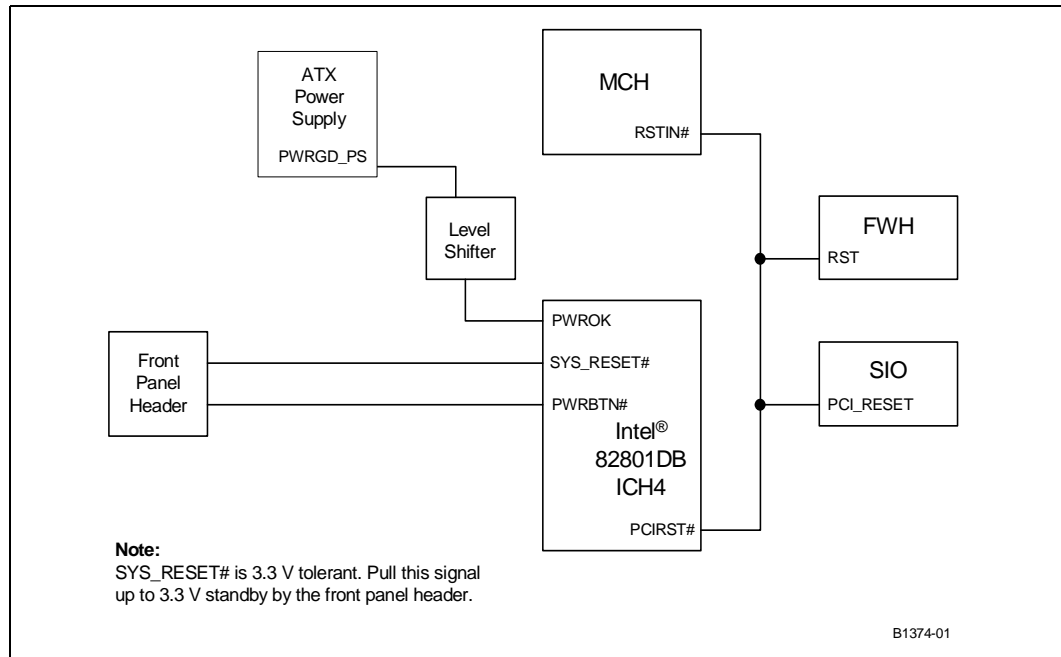 ATX
Power
Supply
PWRGD_PS
MCH
RSTIN#
Level
Shifter
FWH
RST
PWROK
Front
Panel
Header
SYS_RESET#
PWRBTN#
SIO
PCI_RESET
Intel®
82801DB
ICH4
PCIRST#
Note:
SYS_RESET# is 3.3 V tolerant. Pull this signal
up to 3.3 V standby by the front panel header.
B1374-01